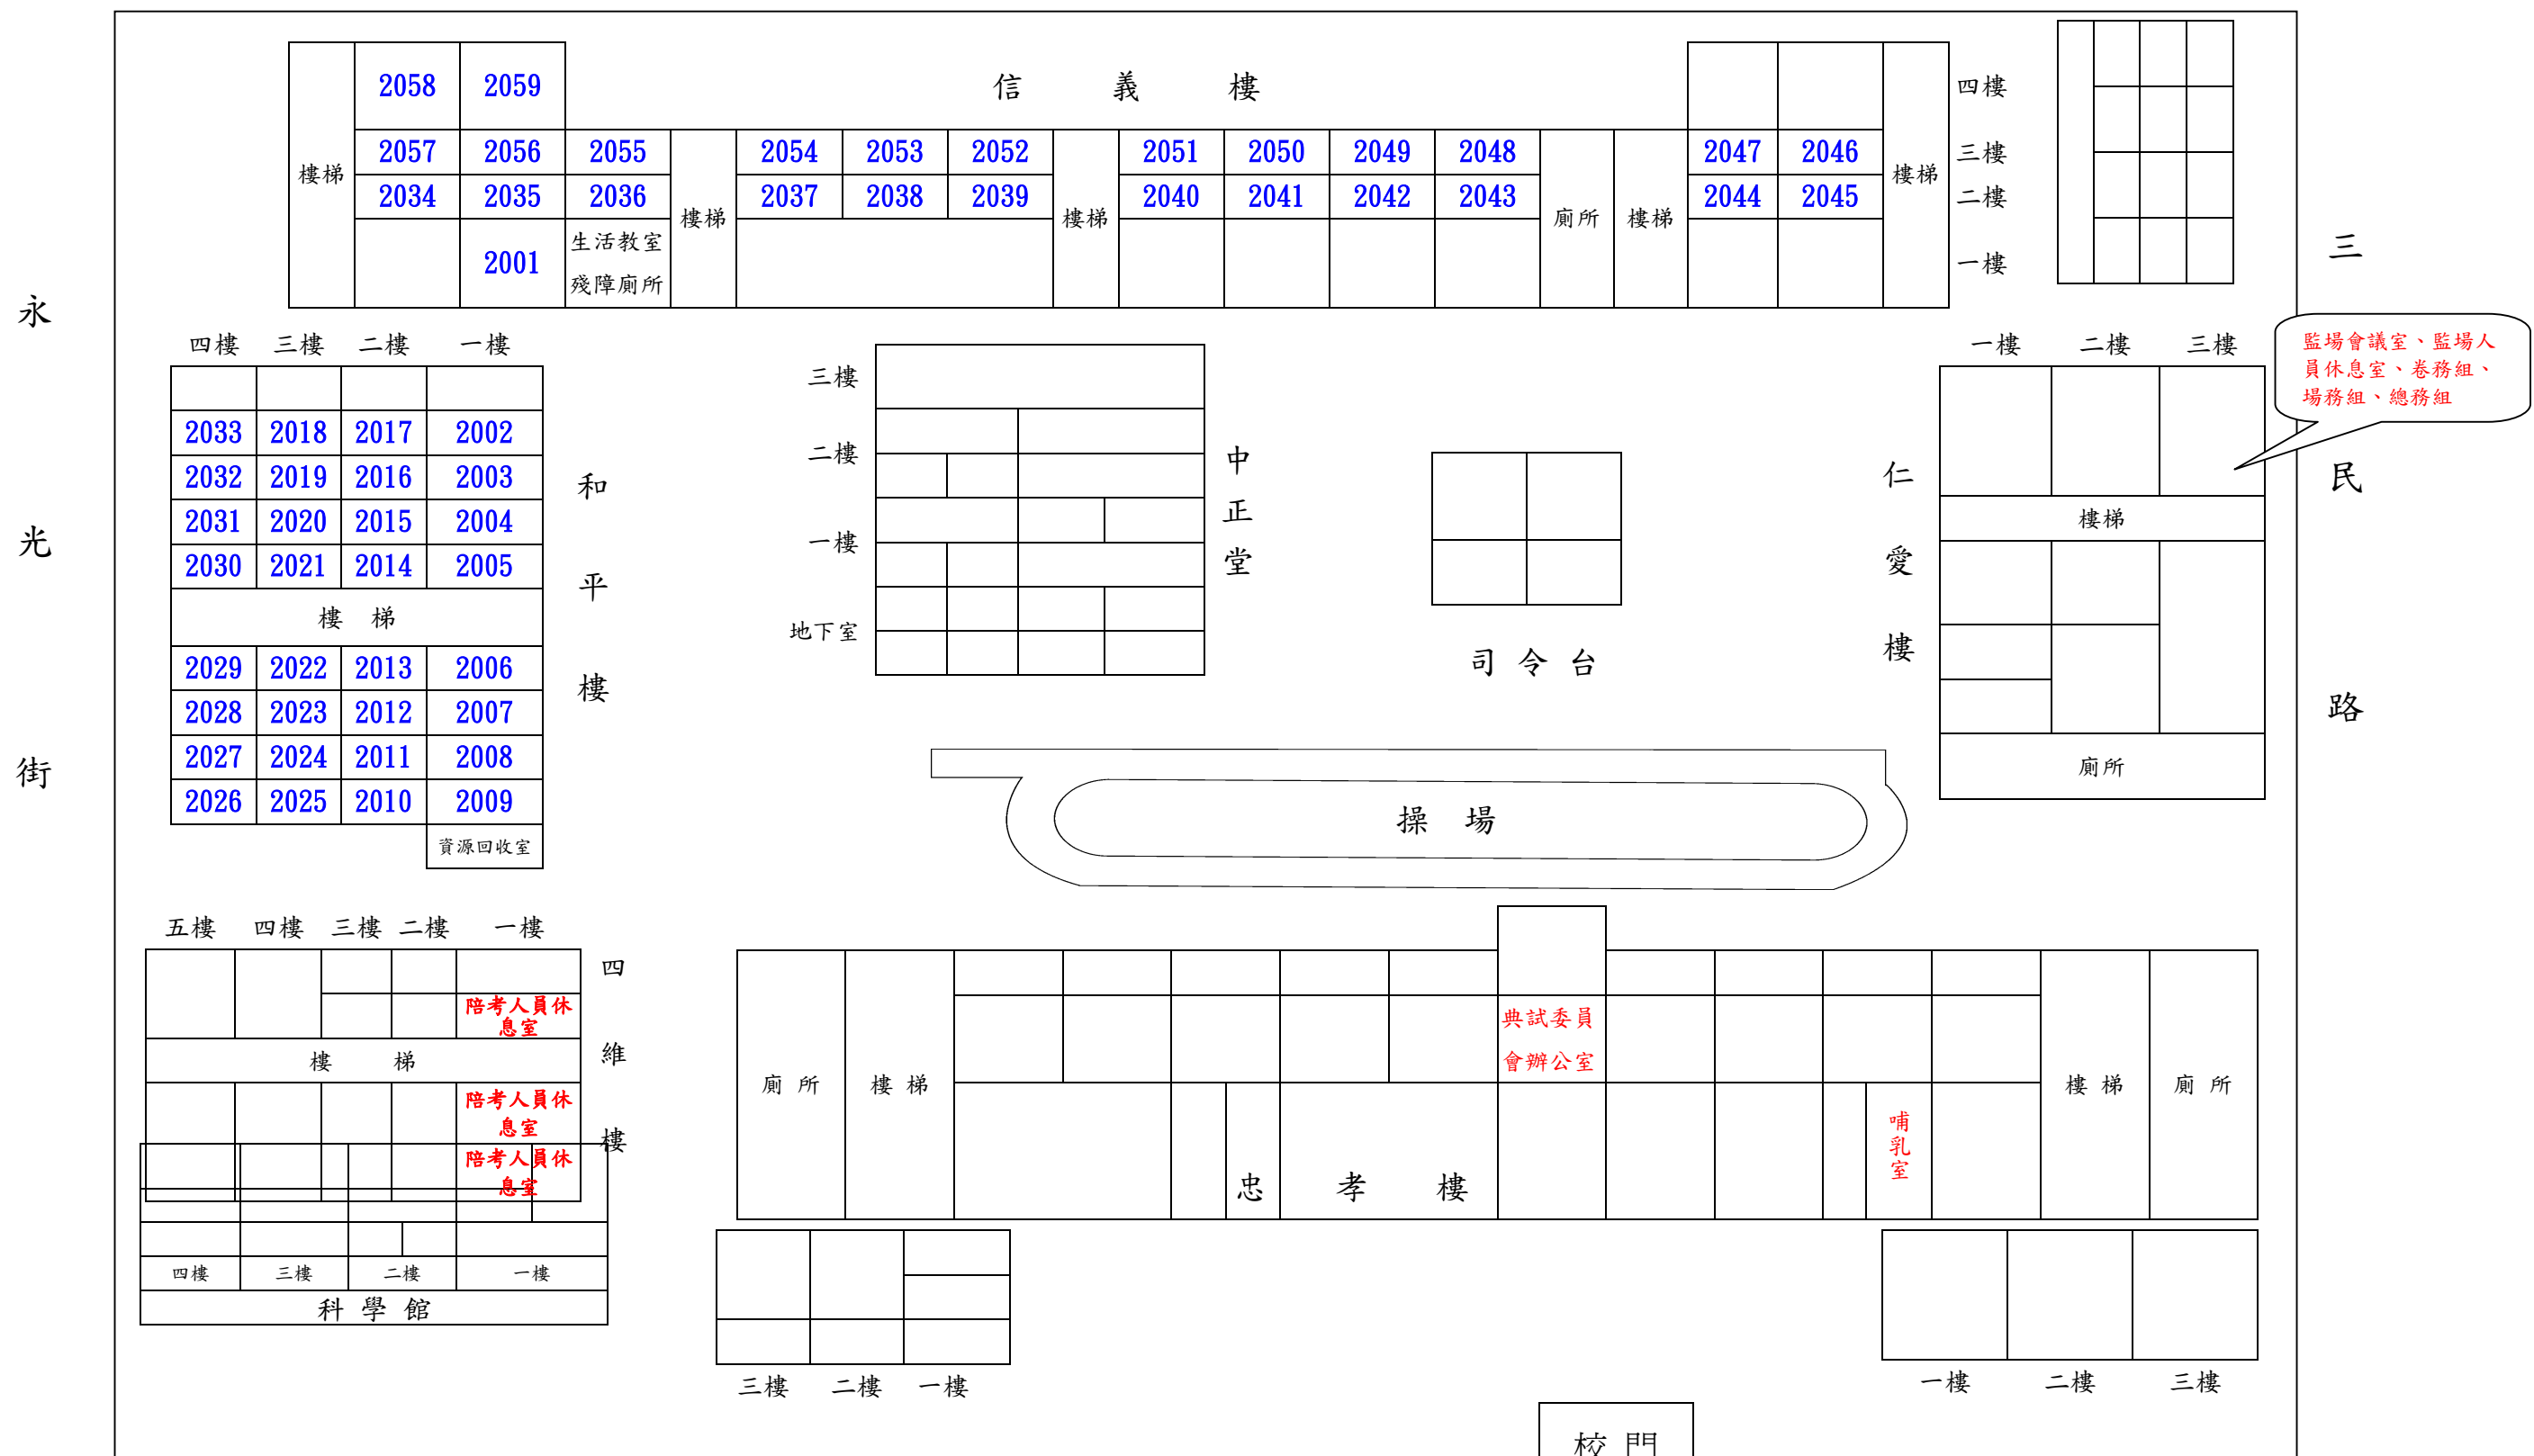 信 義 樓
2058 2059 四樓
2057 2056 2055 2054 2053 2052 2051 2050 2049 2048 2047 2046 三樓
樓梯 樓梯
2034 2035 2036 2037 2038 2039 2040 2041 2042 2043 2044 2045 二樓
樓梯 樓梯 廁所 樓梯
2001 生活教室 一樓
殘障廁所
永光街
三民路
四樓 三樓 二樓 一樓
2033 2018 2017 2002
2032 2019 2016 2003
2031 2020 2015 2004
2030 2021 2014 2005
樓 梯
2029 2022 2013 2006
2028 2023 2012 2007
2027 2024 2011 2008
2026 2025 2010 2009
資源回收室
和平樓
三樓
二樓
一樓
地下室
中正堂
司令台
操 場
一樓 二樓 三樓
監場會議室、監場人
員休息室、卷務組、
場務組、總務組
樓梯
廁所
仁愛樓
五樓 四樓 三樓 二樓 一樓
陪考人員休
息室
樓 梯
陪考人員休
息室
陪考人員休
息室
四維樓
四樓 三樓 二樓 一樓
科學館
廁所 樓梯
典試委員
會辦公室
哺乳室
樓梯 廁所
忠 孝 樓
三樓 二樓 一樓
一樓 二樓 三樓
校門